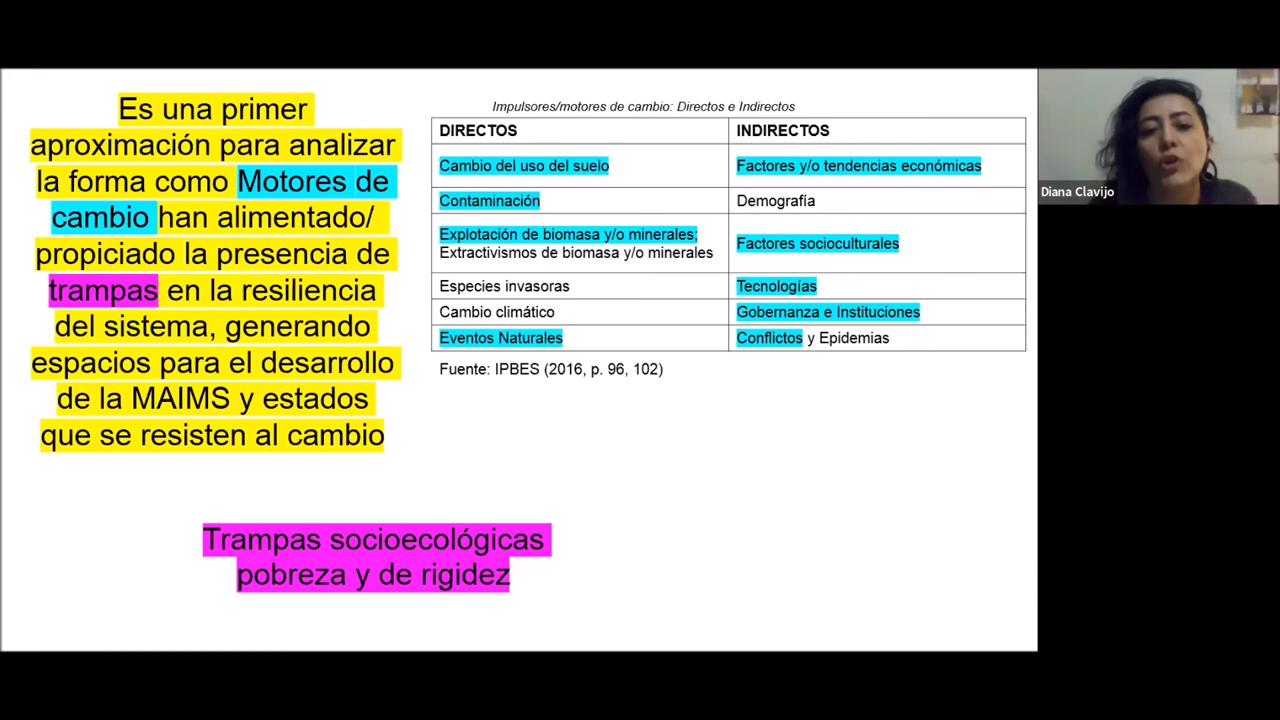 Es una primer
aproximación para analizar
la forma como Motores de
cambio han alimentado/
propiciado la presencia de
trampas en la resiliencia
del sistema, generando
espacios para el desarrollo
de la MAIMS y estados
que se resisten al cambio
Impulsores/motores de cambio: Directos e Indirectos
DIRECTOS INDIRECTOS
Cambio del uso del suelo Factores y/o tendencias económicas
Contaminación Demografía
Explotación de biomasa y/o minerales;
Extractivismos de biomasa y/o minerales
Factores socioculturales
Especies invasoras Tecnologías
Cambio climático Gobernanza e Instituciones
Eventos Naturales Conflictos y Epidemias
Fuente: IPBES (2016, p. 96, 102)
Trampas socioecológicas
pobreza y de rigidez
Diana Clavijo